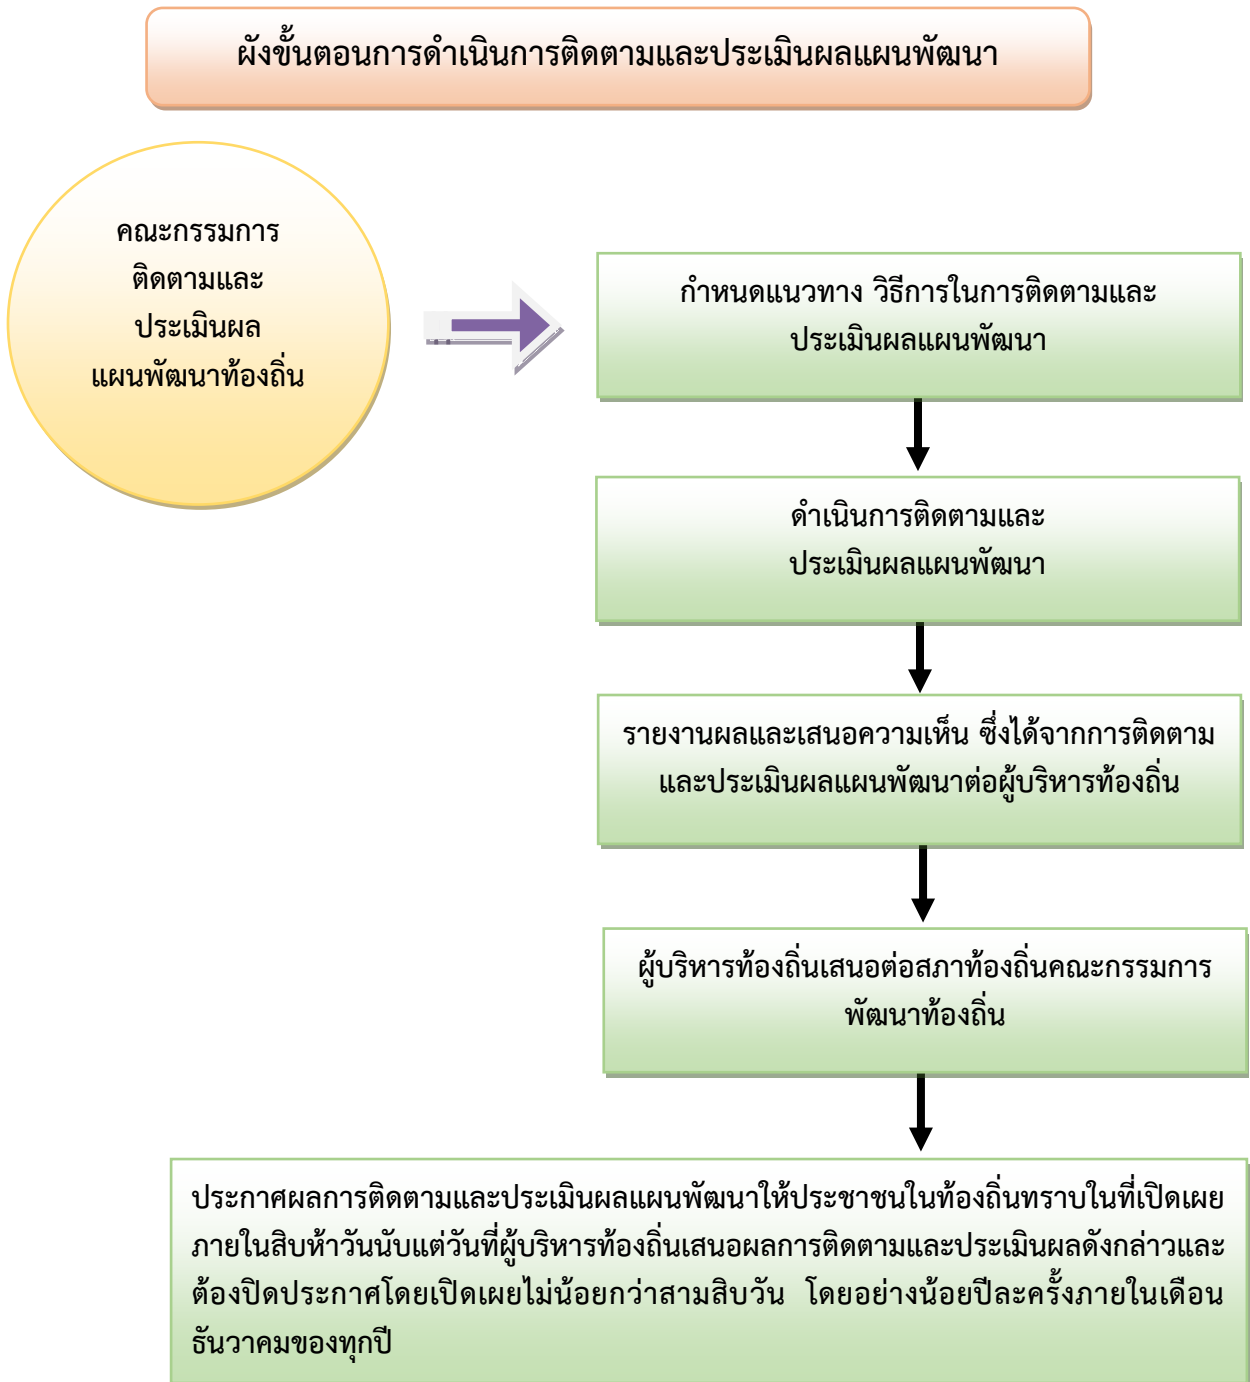 ผังขั้นตอนการดำเนินการติดตามและประเมินผลแผนพัฒนา
คณะกรรมการ
ติดตามและ
ประเมินผล
แผนพัฒนาท้องถิ่น
กำหนดแนวทาง วิธีการในการติดตามและ
ประเมินผลแผนพัฒนา
ดำเนินการติดตามและ
ประเมินผลแผนพัฒนา
รายงานผลและเสนอความเห็น ซึ่งได้จากการติดตาม
และประเมินผลแผนพัฒนาต่อผู้บริหารท้องถิ่น
ผู้บริหารท้องถิ่นเสนอต่อสภาท้องถิ่นคณะกรรมการ
พัฒนาท้องถิ่น
ประกาศผลการติดตามและประเมินผลแผนพัฒนาให้ประชาชนในท้องถิ่นทราบในที่เปิดเผย
ภายในสิบห้าวันนับแต่วันที่ผู้บริหารท้องถิ่นเสนอผลการติดตามและประเมินผลดังกล่าวและ
ต้องปิดประกาศโดยเปิดเผยไม่น้อยกว่าสามสิบวัน โดยอย่างน้อยปีละครั้งภายในเดือน
ธันวาคมของทุกปี